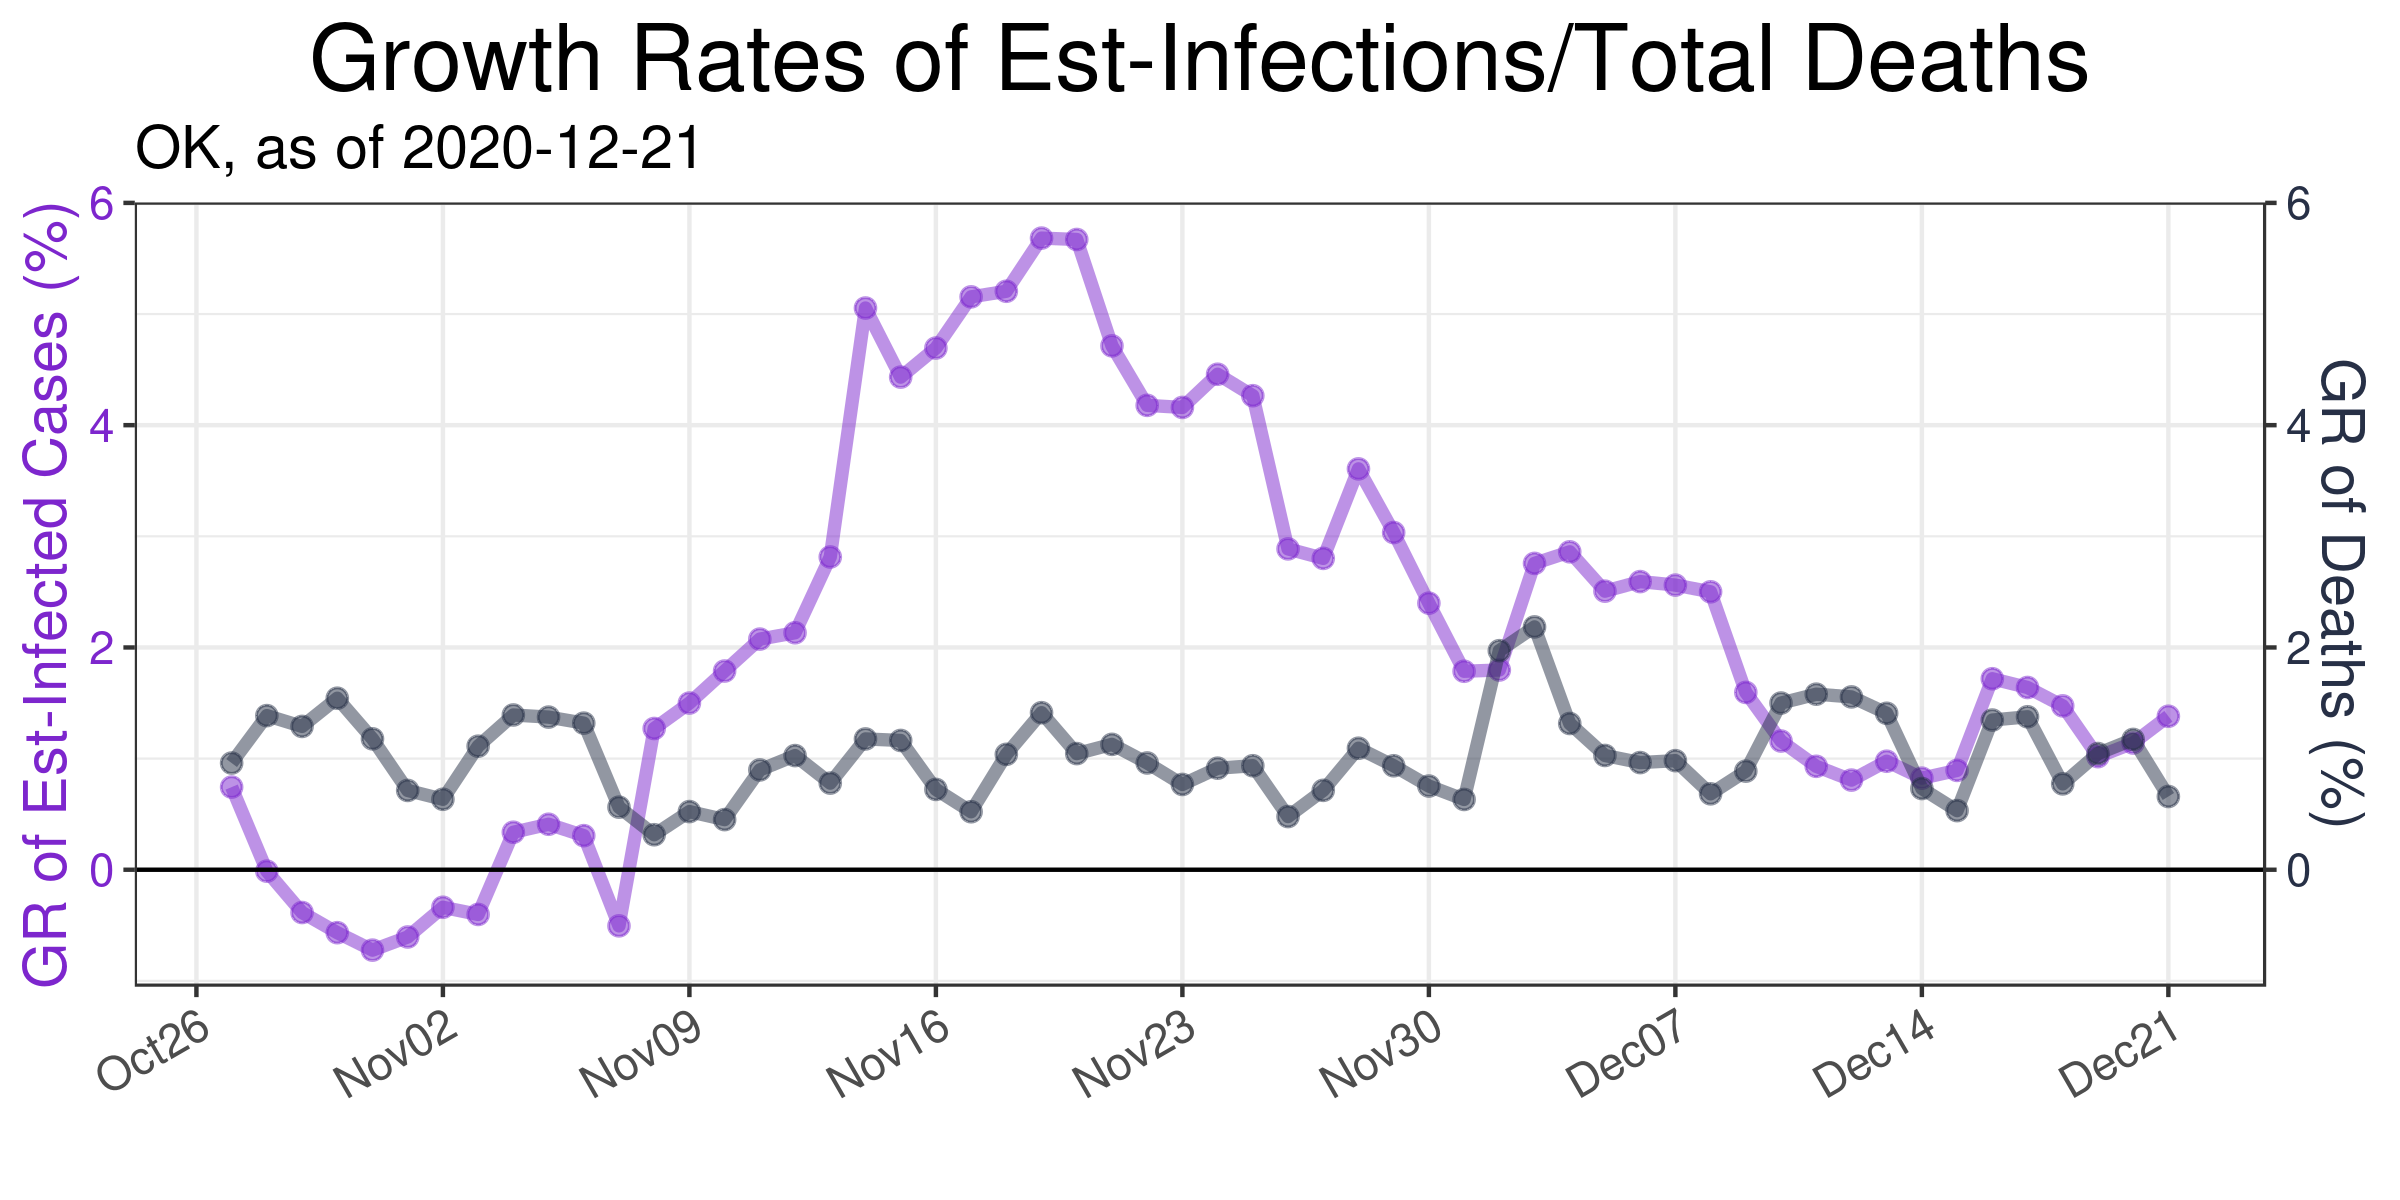 Growth Rates of Est-Infections/Total Deaths
OK, as of 2020-12-21
GR of Est-Infected Cases (%)
6
4
2
0
6
4
2
0
GR of Deaths (%)
Oct26
Nov02
Nov09
Nov16
Nov23
Nov30
Dec07
Dec14
Dec21